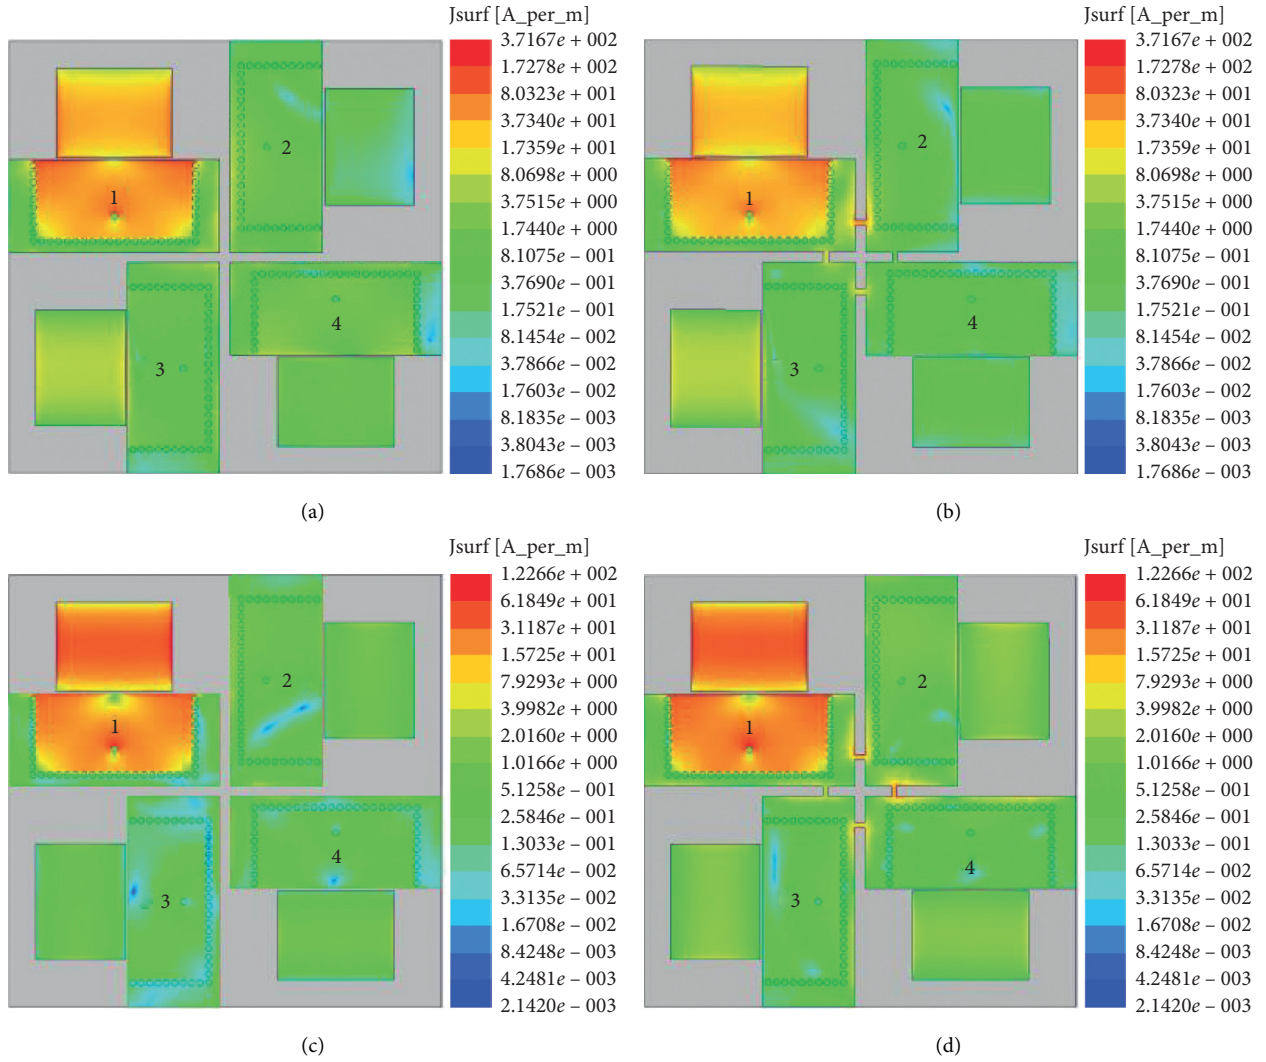 Jsurf [A_per_m]
3.7167e + 002
1.7278e + 002
8.0323e + 001
3.7340e + 001
1.7359e + 001
8.0698e + 000
3.7515e + 000
1.7440e + 000
8.1075e – 001
3.7690e – 001
1.7521e – 001
8.1454e – 002
3.7866e – 002
1.7603e – 002
8.1835e – 003
3.8043e – 003
1.7686e – 003
2
1
4
3
(a)
Jsurf [A_per_m]
3.7167e + 002
1.7278e + 002
8.0323e + 001
3.7340e + 001
1.7359e + 001
8.0698e + 000
3.7515e + 000
1.7440e + 000
8.1075e – 001
3.7690e – 001
1.7521e – 001
8.1454e – 002
3.7866e – 002
1.7603e – 002
8.1835e – 003
3.8043e – 003
1.7686e – 003
2
1
4
3
(b)
Jsurf [A_per_m]
1.2266e + 002
6.1849e + 001
3.1187e + 001
1.5725e + 001
7.9293e + 000
3.9982e + 000
2.0160e + 000
1.0166e + 000
5.1258e – 001
2.5846e – 001
1.3033e – 001
6.5714e – 002
3.3135e – 002
1.6708e – 002
8.4248e – 003
4.2481e – 003
2.1420e – 003
2
1
4
3
(c)
Jsurf [A_per_m]
1.2266e + 002
6.1849e + 001
3.1187e + 001
1.5725e + 001
7.9293e + 000
3.9982e + 000
2.0160e + 000
1.0166e + 000
5.1258e – 001
2.5846e – 001
1.3033e – 001
6.5714e – 002
3.3135e – 002
1.6708e – 002
8.4248e – 003
4.2481e – 003
2.1420e – 003
2
1
4
3
(d)